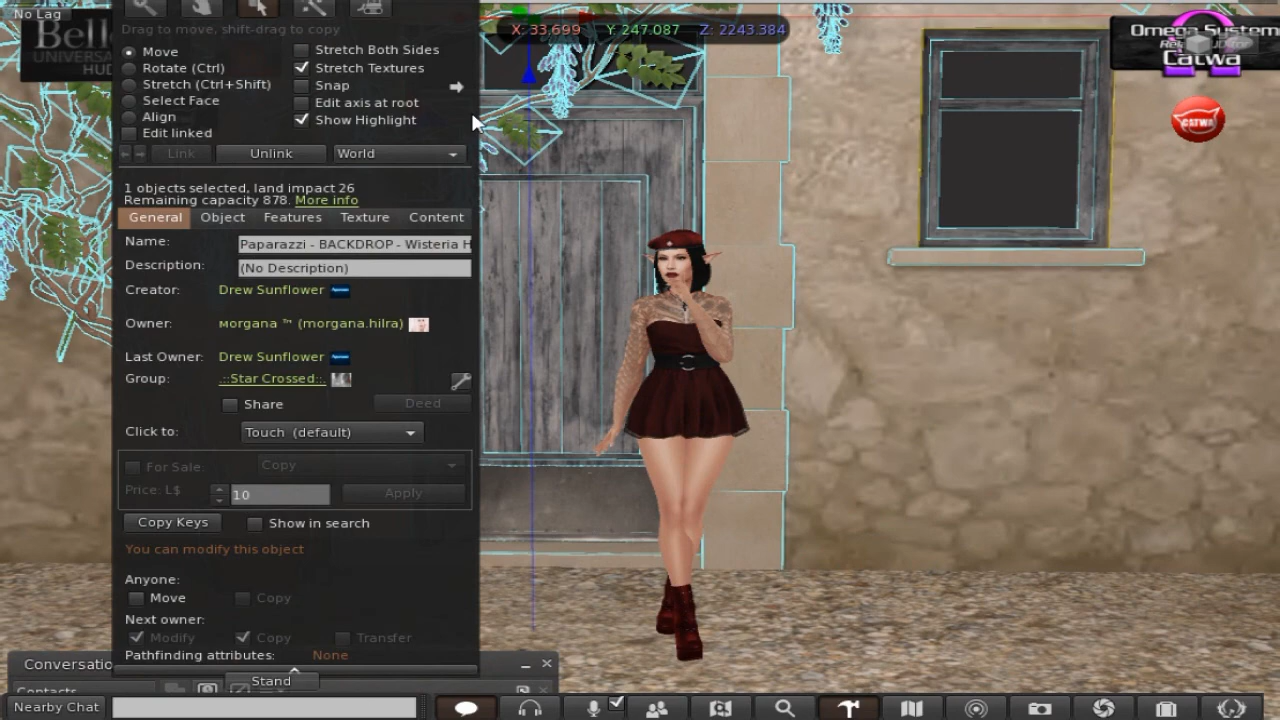 No Lag
Belle
UNIVERSA
HUD
Drag to move, shift-drag to copy
X: 33.699 Y: 247.087 Z: 2243.384
Omega System
Catwa
CATWA
Move
Rotate (Ctrl)
Stretch (Ctrl+Shift)
Select Face
Align
Edit linked
Stretch Both Sides
Stretch Textures
Snap
Edit axis at root
Show Highlight
Link Unlink World
1 objects selected, land impact 26
Remaining capacity 878. More info
General Object Features Texture Content
Name: Paparazzi - BACKDROP - Wisteria H
Description: (No Description)
Creator: Drew Sunflower
Owner: мorgana ™ (morgana.hilra)
Last Owner: Drew Sunflower
Group: .::Star Crossed::.
Share Deed
Click to: Touch (default)
For Sale: Copy
Price: L$ 10 Apply
Copy Keys Show in search
You can modify this object
Anyone:
Move Copy
Next owner:
Modify Copy Transfer
Pathfinding attributes: None
Conversatio
Contacts
Stand
Nearby Chat